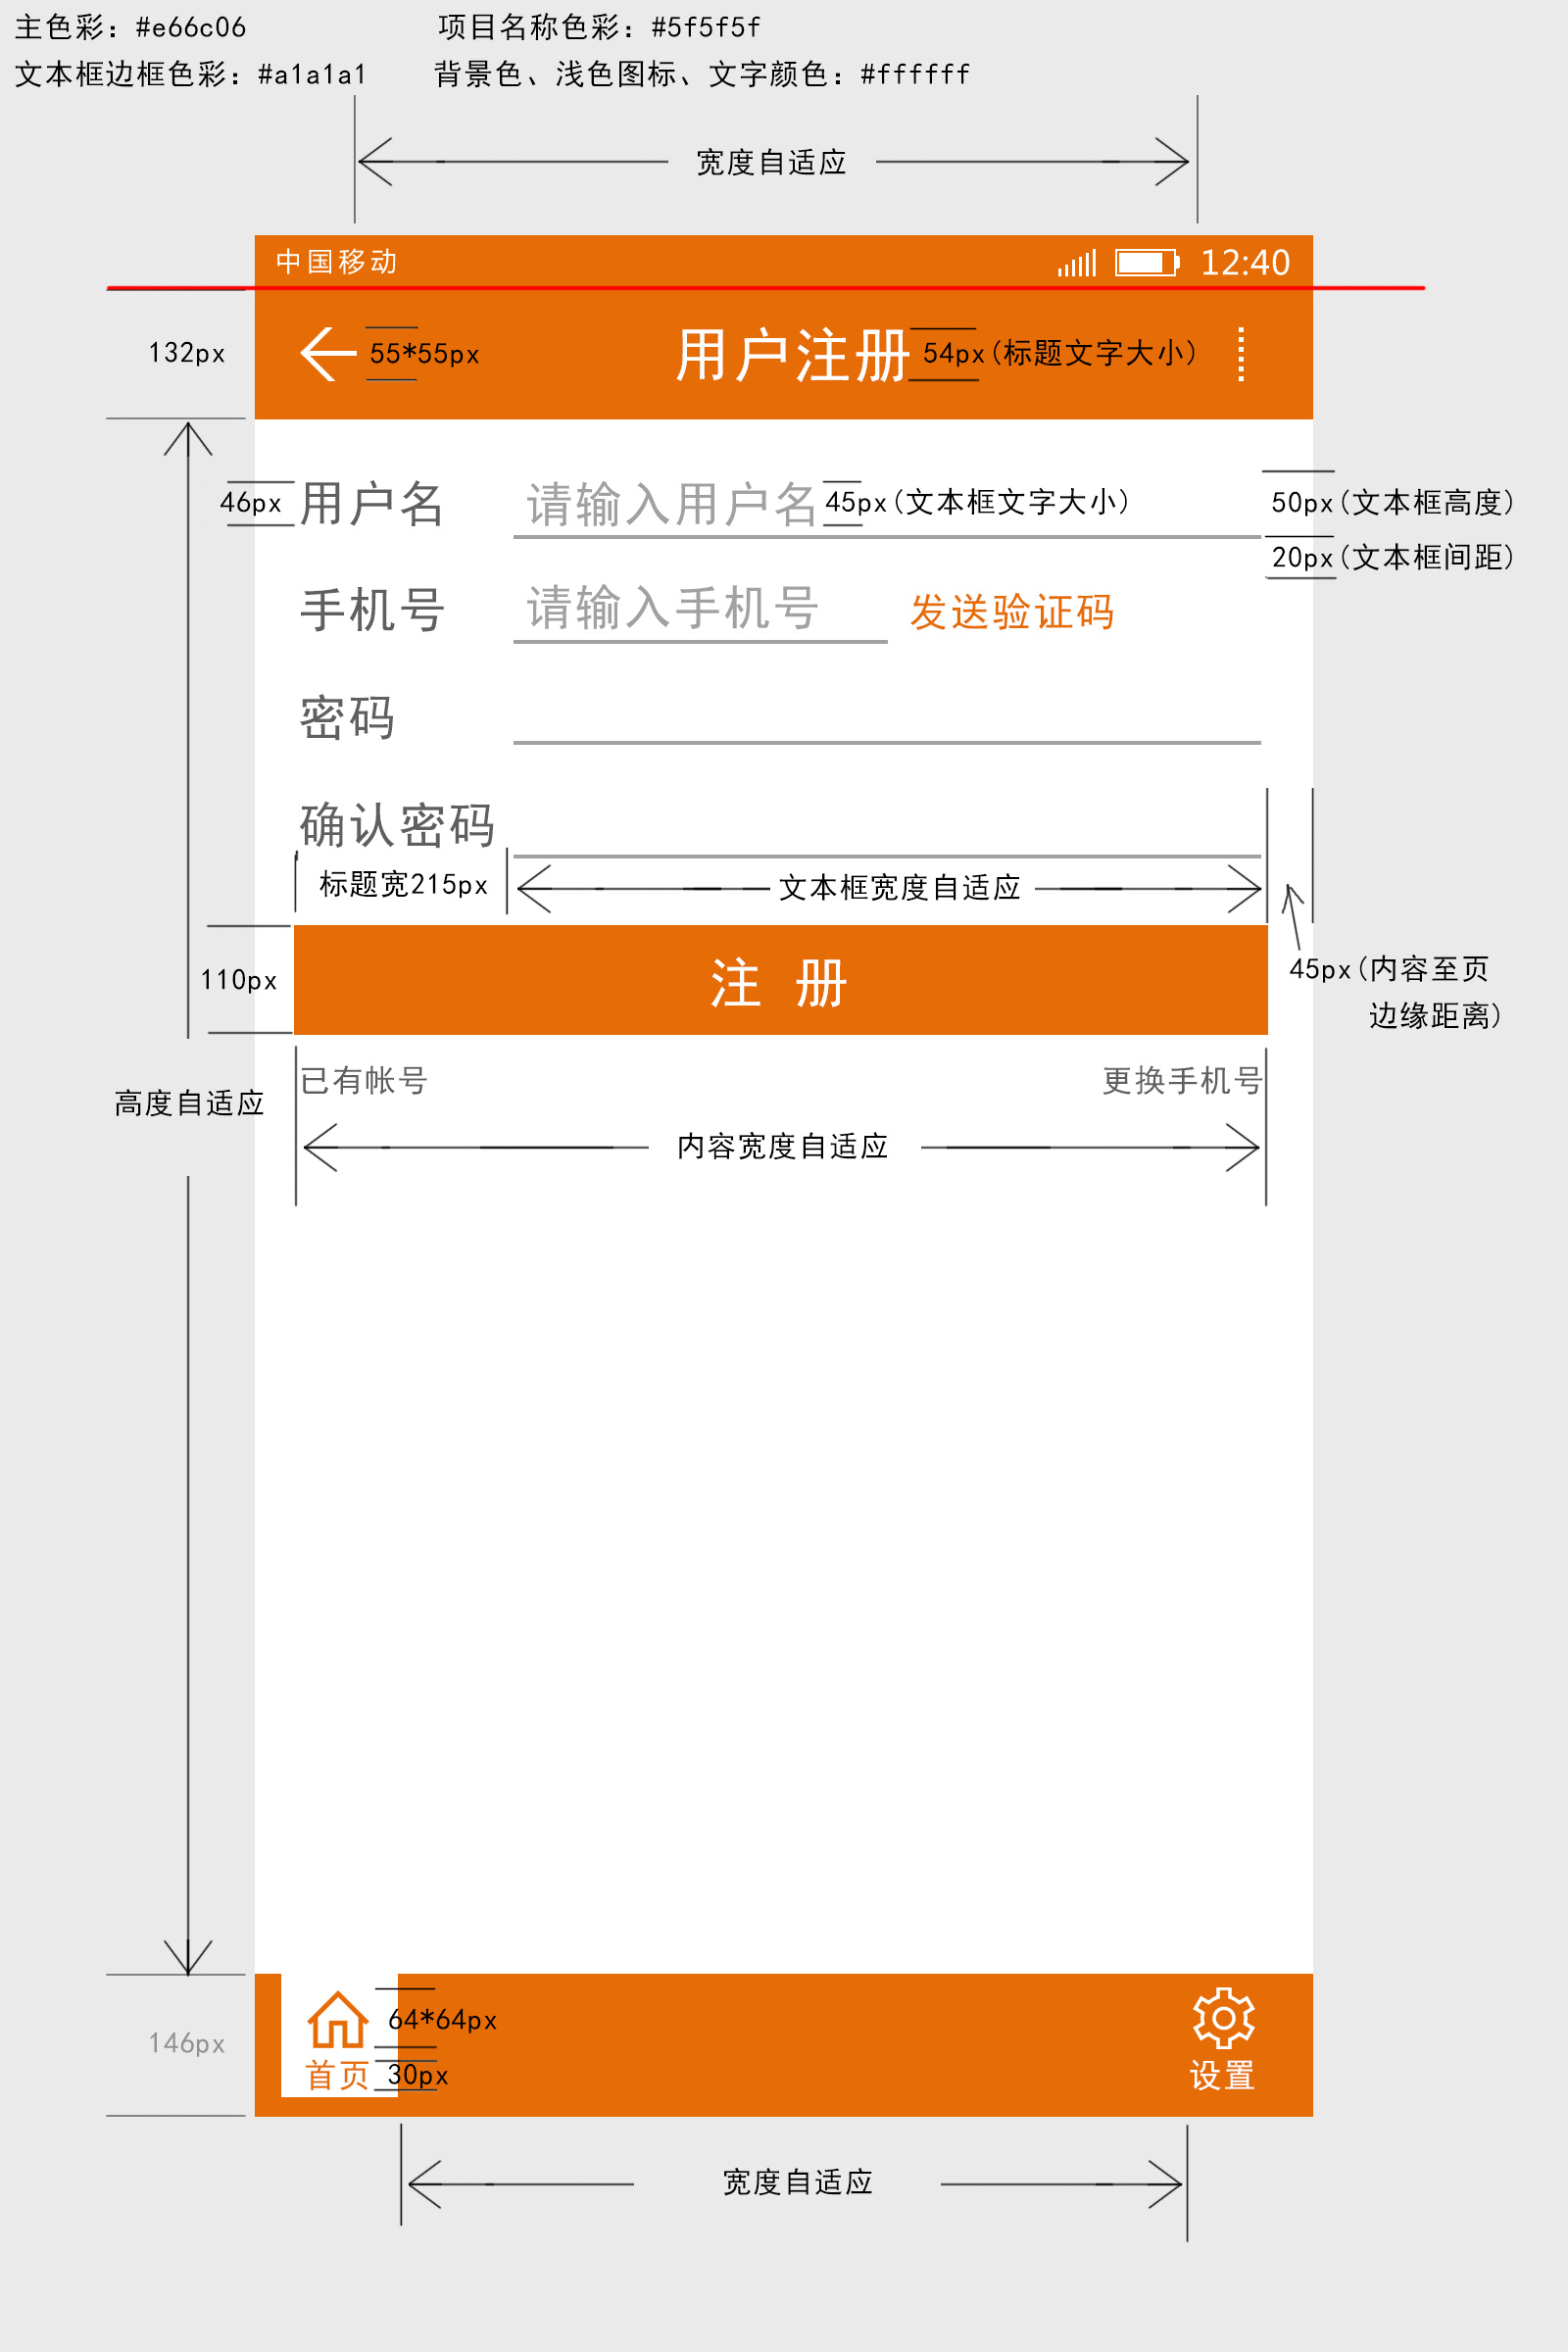 主色彩：#e66c06
项目名称色彩：#5f5f5f
文本框边框色彩：#a1a1a1
背景色、浅色图标、文字颜色：#ffffff
宽度自适应
中国移动
12:40
132px
55*55px
用户注册
54px(标题文字大小)
46px
用户名
请输入用户名
45px(文本框文字大小)
50px(文本框高度)
20px(文本框间距)
手机号
请输入手机号
发送验证码
密码
确认密码
标题宽215px
文本框宽度自适应
110px
注 册
45px(内容至页
边缘距离)
高度自适应
已有帐号
更换手机号
内容宽度自适应
146px
64*64px
首页
30px
设置
宽度自适应